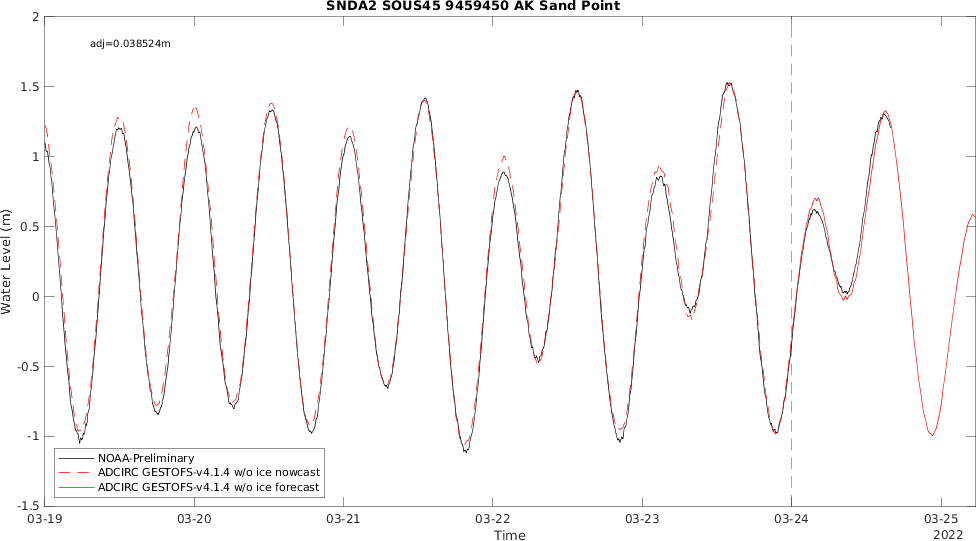 SNDA2 SOUS45 9459450 AK Sand Point
adj=0.038524m
2
1.5
1
0.5
0
-0.5
-1
-1.5
Water Level (m)
NOAA-Preliminary
ADCIRC GESTOFS-v4.1.4 w/o ice nowcast
ADCIRC GESTOFS-v4.1.4 w/o ice forecast
03-19 03-20 03-21 03-22 03-23 03-24 03-25
Time
2022